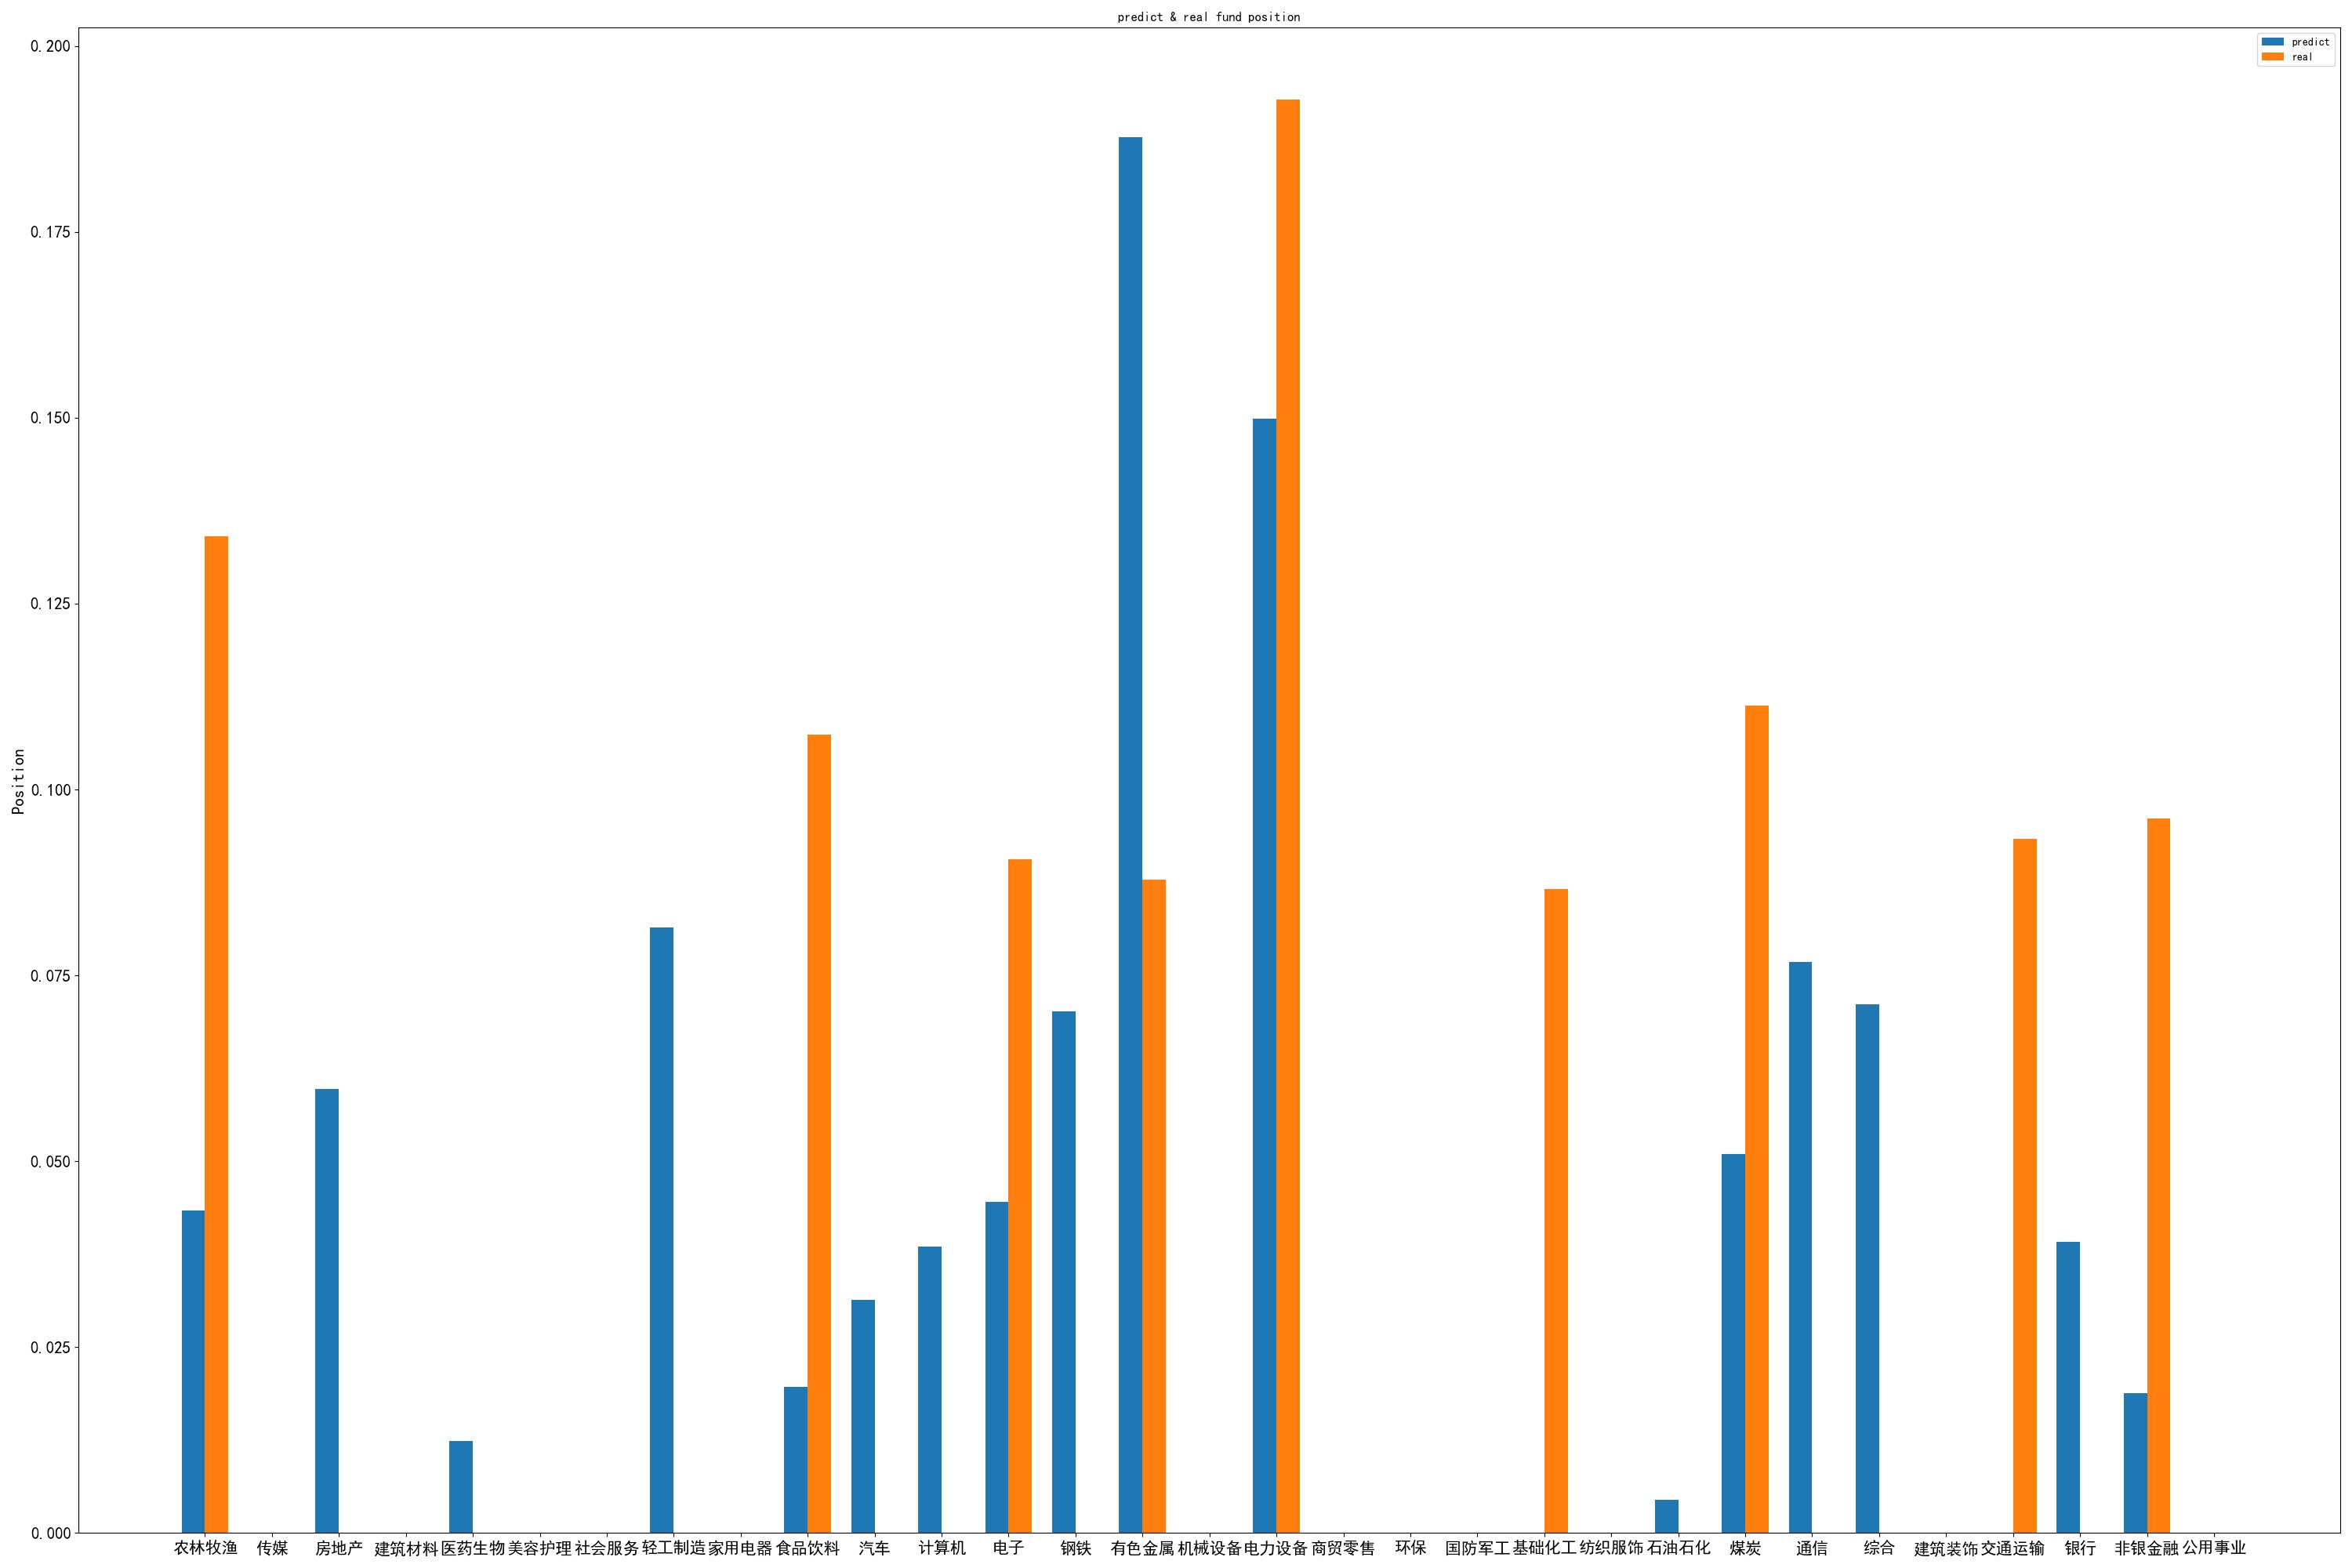 predict & real fund position
predict
real
Position
0.200
0.175
0.150
0.125
0.100
0.075
0.050
0.025
0.000
农林牧渔 传媒 房地产 建筑材料 医药生物 美容护理 社会服务 轻工制造 家用电器 食品饮料 汽车 计算机 电子 钢铁 有色金属 机械设备 电力设备 商贸零售 环保 国防军工 基础化工 纺织服饰 石油石化 煤炭 通信 综合 建筑装饰 交通运输 银行 非银金融 公用事业